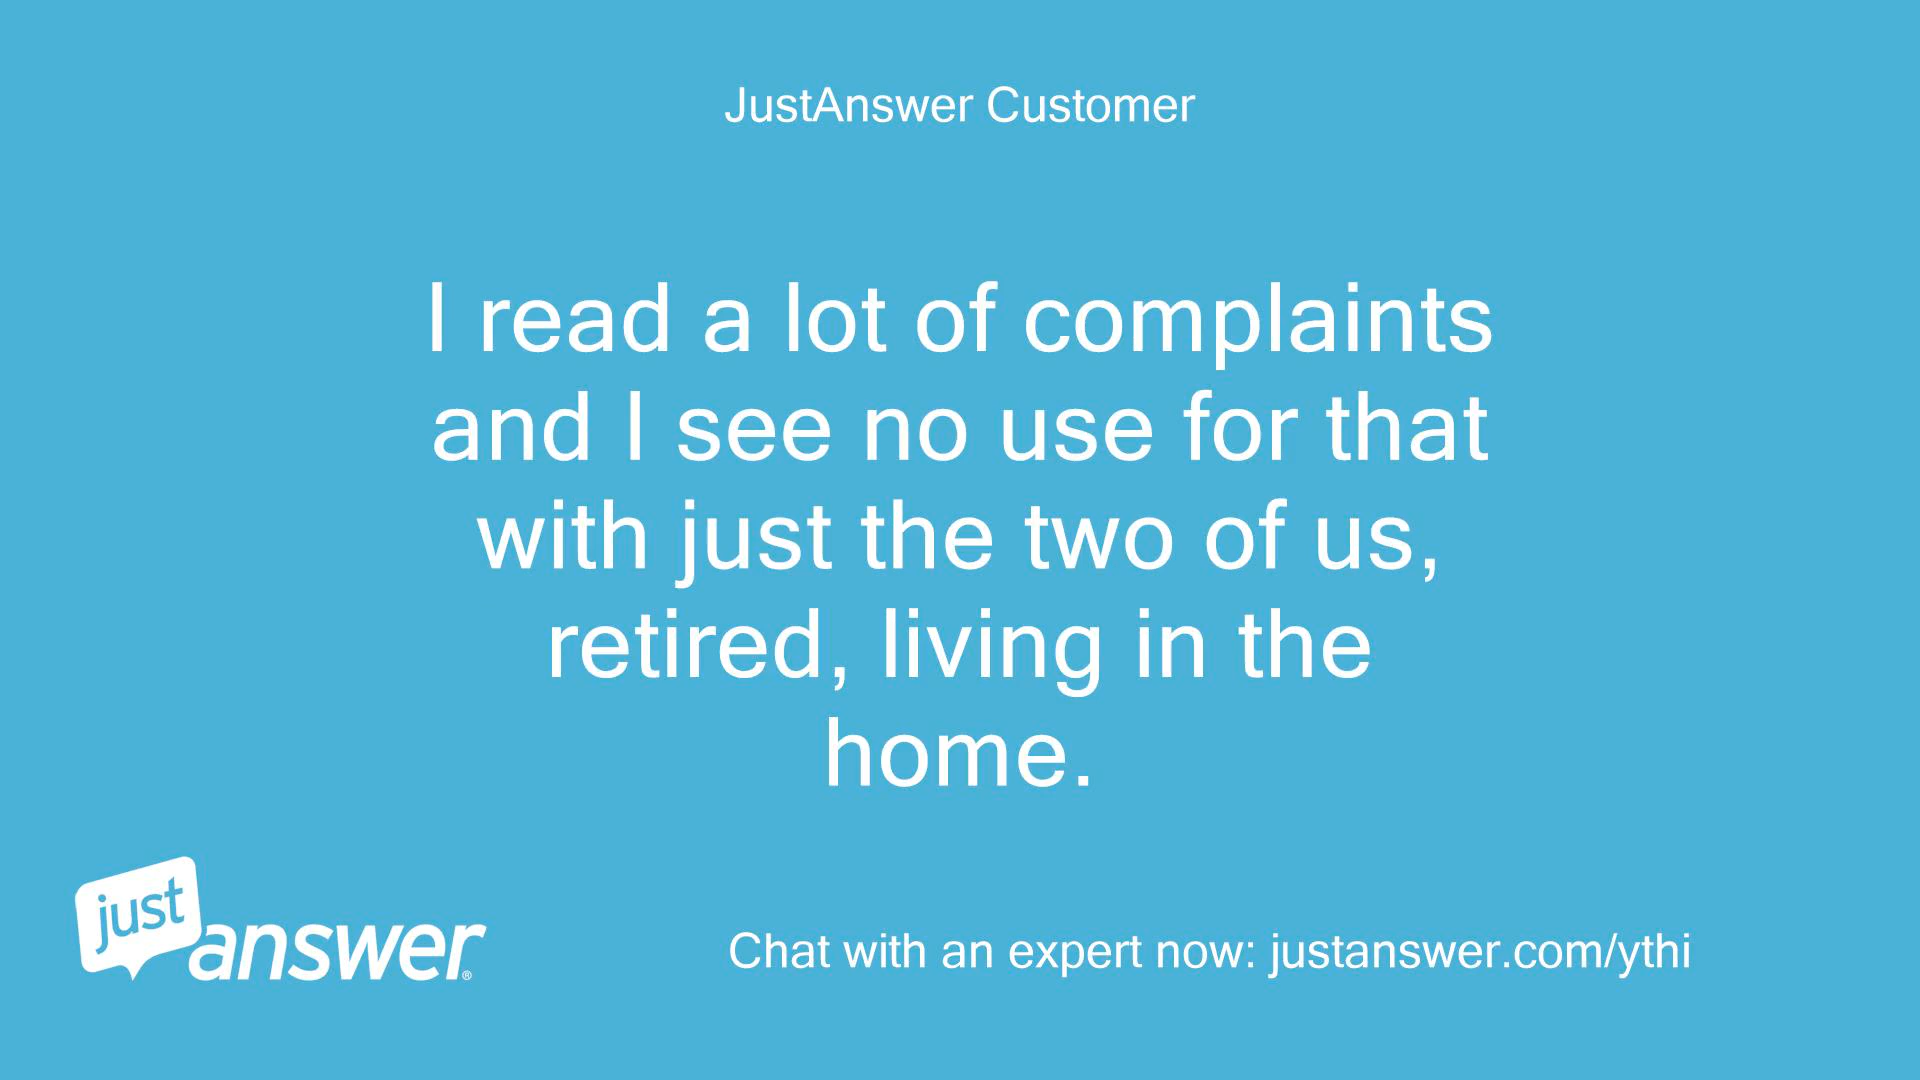 JustAnswer Customer
I read a lot of complaints
and I see no use for that
with just the two of us,
retired, living in the
home.
just
answer®
Chat with an expert now: justanswer.com/ythi